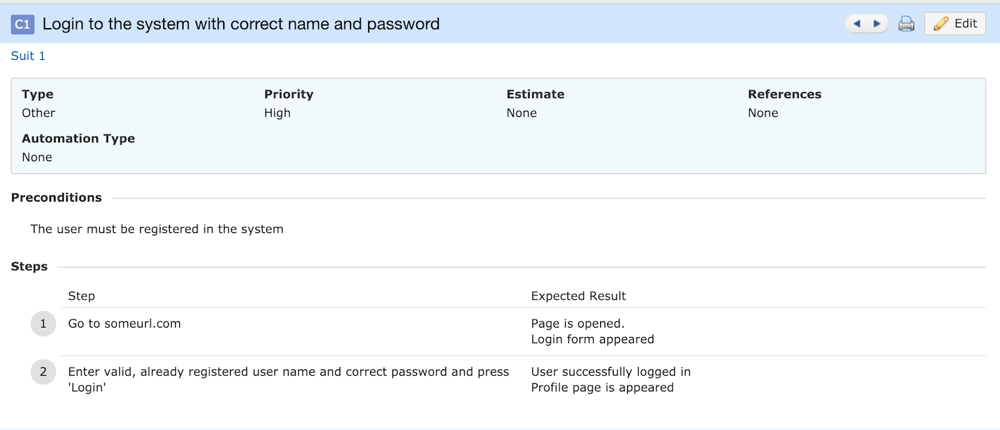 C1 Login to the system with correct name and password
Edit
Suit 1
Type Priority Estimate References
Other High None None
Automation Type
None
Preconditions
The user must be registered in the system
Steps
Step Expected Result
1 Go to someurl.com Page is opened.
Login form appeared
2 Enter valid, already registered user name and correct password and press User successfully logged in
'Login' Profile page is appeared